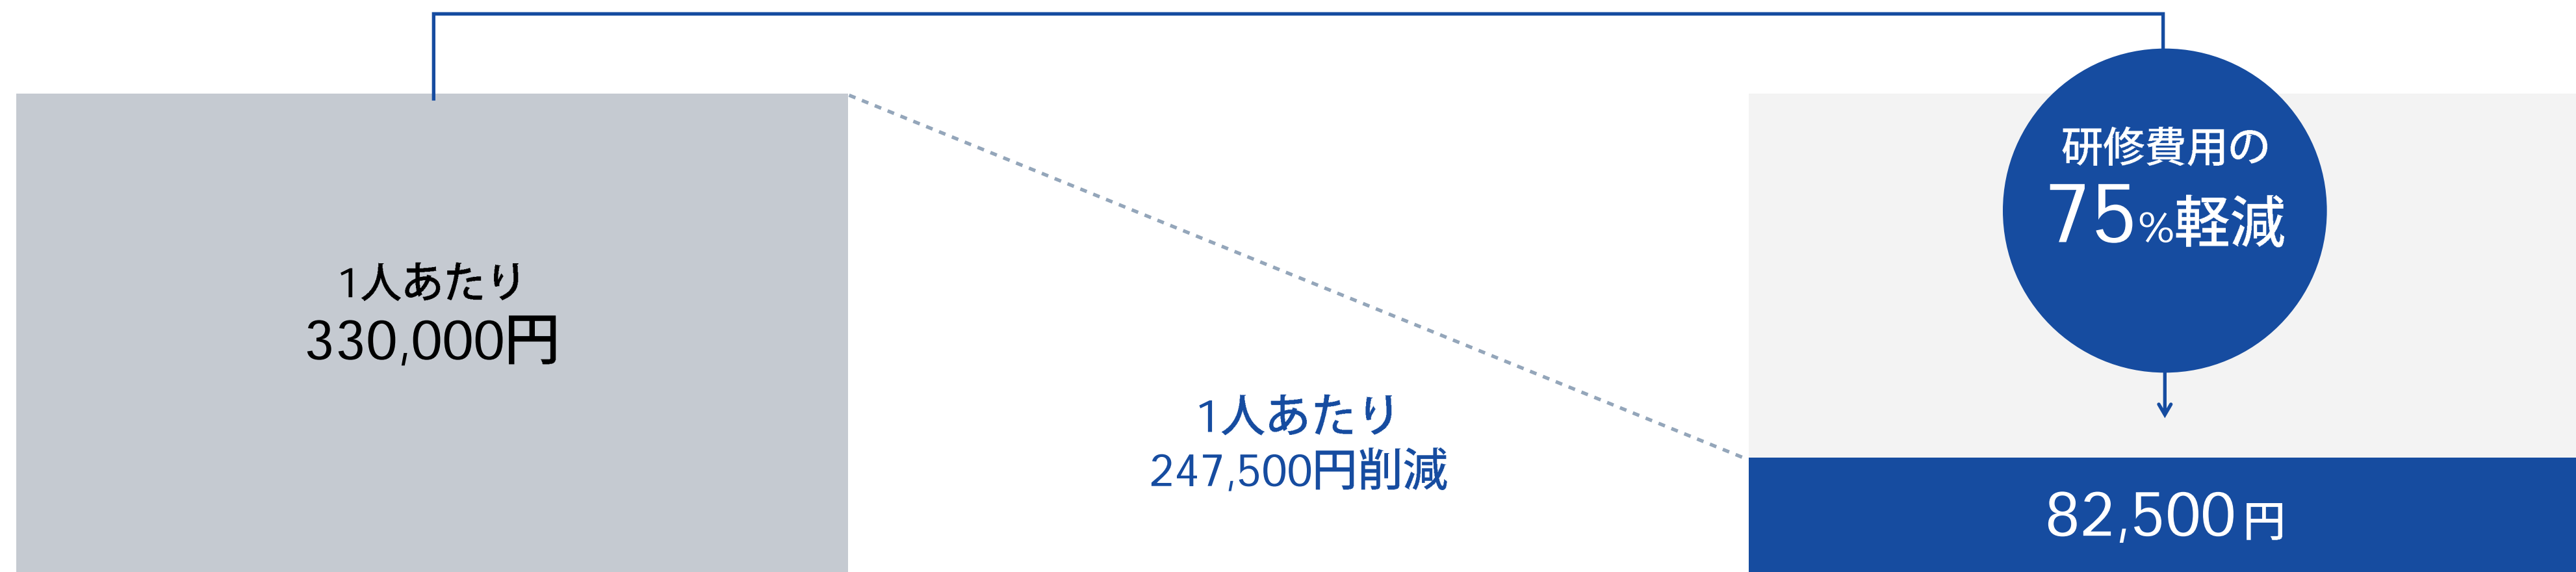 1人あたり
330,000円
1人あたり
247,500円削減
研修費用の
75%軽減
82,500円